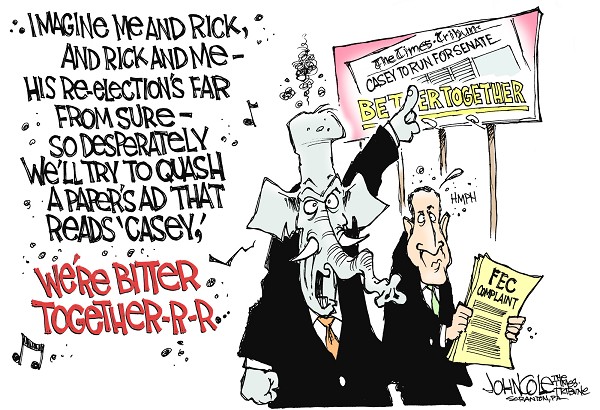 IMAGINE ME AND RICK,
AND RICK AND ME –
HIS RE-ELECTION'S FAR
FROM SURE –
SO DESPERATELY
WE'LL TRY TO QUASH
A PAPER'S AD THAT
READS 'CASEY,'
WE'RE BITTER
TOGETHER-R-R...
The Times-Tribune
CASEY TO RUN FOR SENATE
BETTER TOGETHER
HMPH
FEC
COMPLAINT
JOHN COLE
THE TIMES-TRIBUNE
SCRANTON, PA